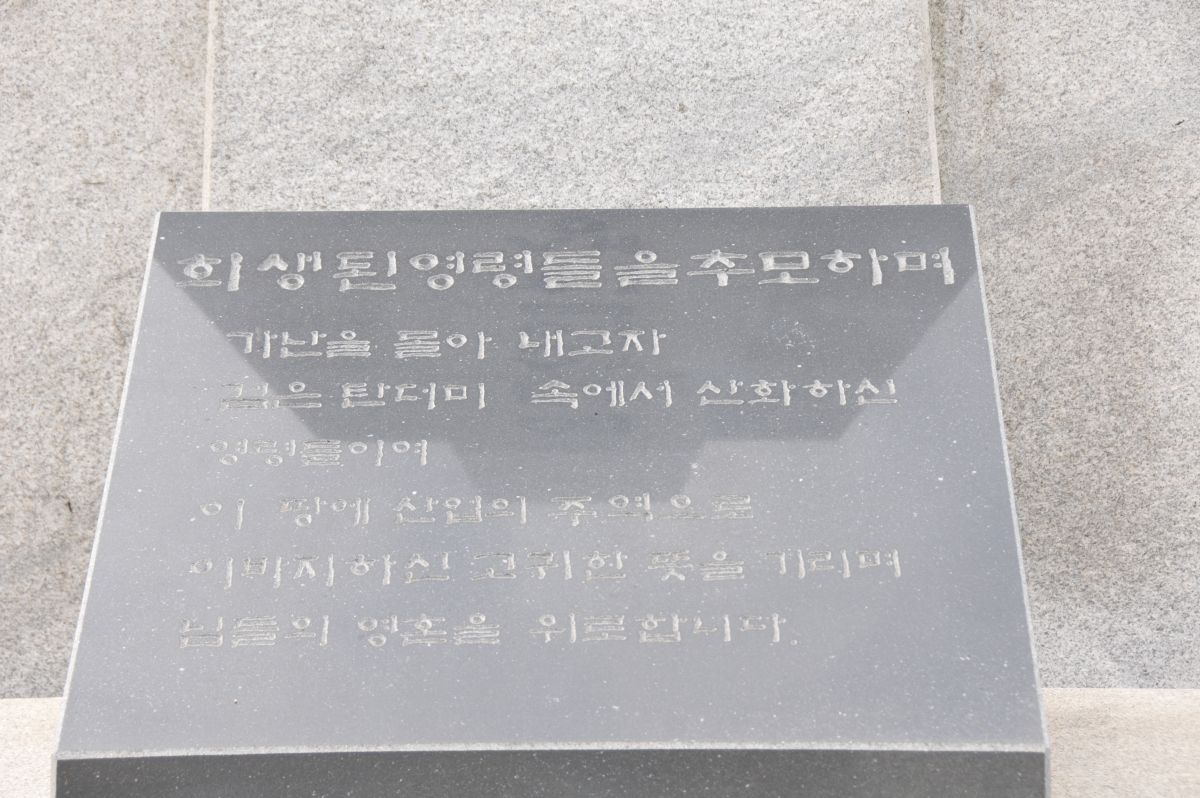 희생된영령들을추모하며
가난을 몰아 내고자
검은 탄더미 속에서 산화하신
영령들이여
이 땅에 산업의 주역으로
이바지하신 고귀한 뜻을 기리며
님들의 영혼을 위로합니다.